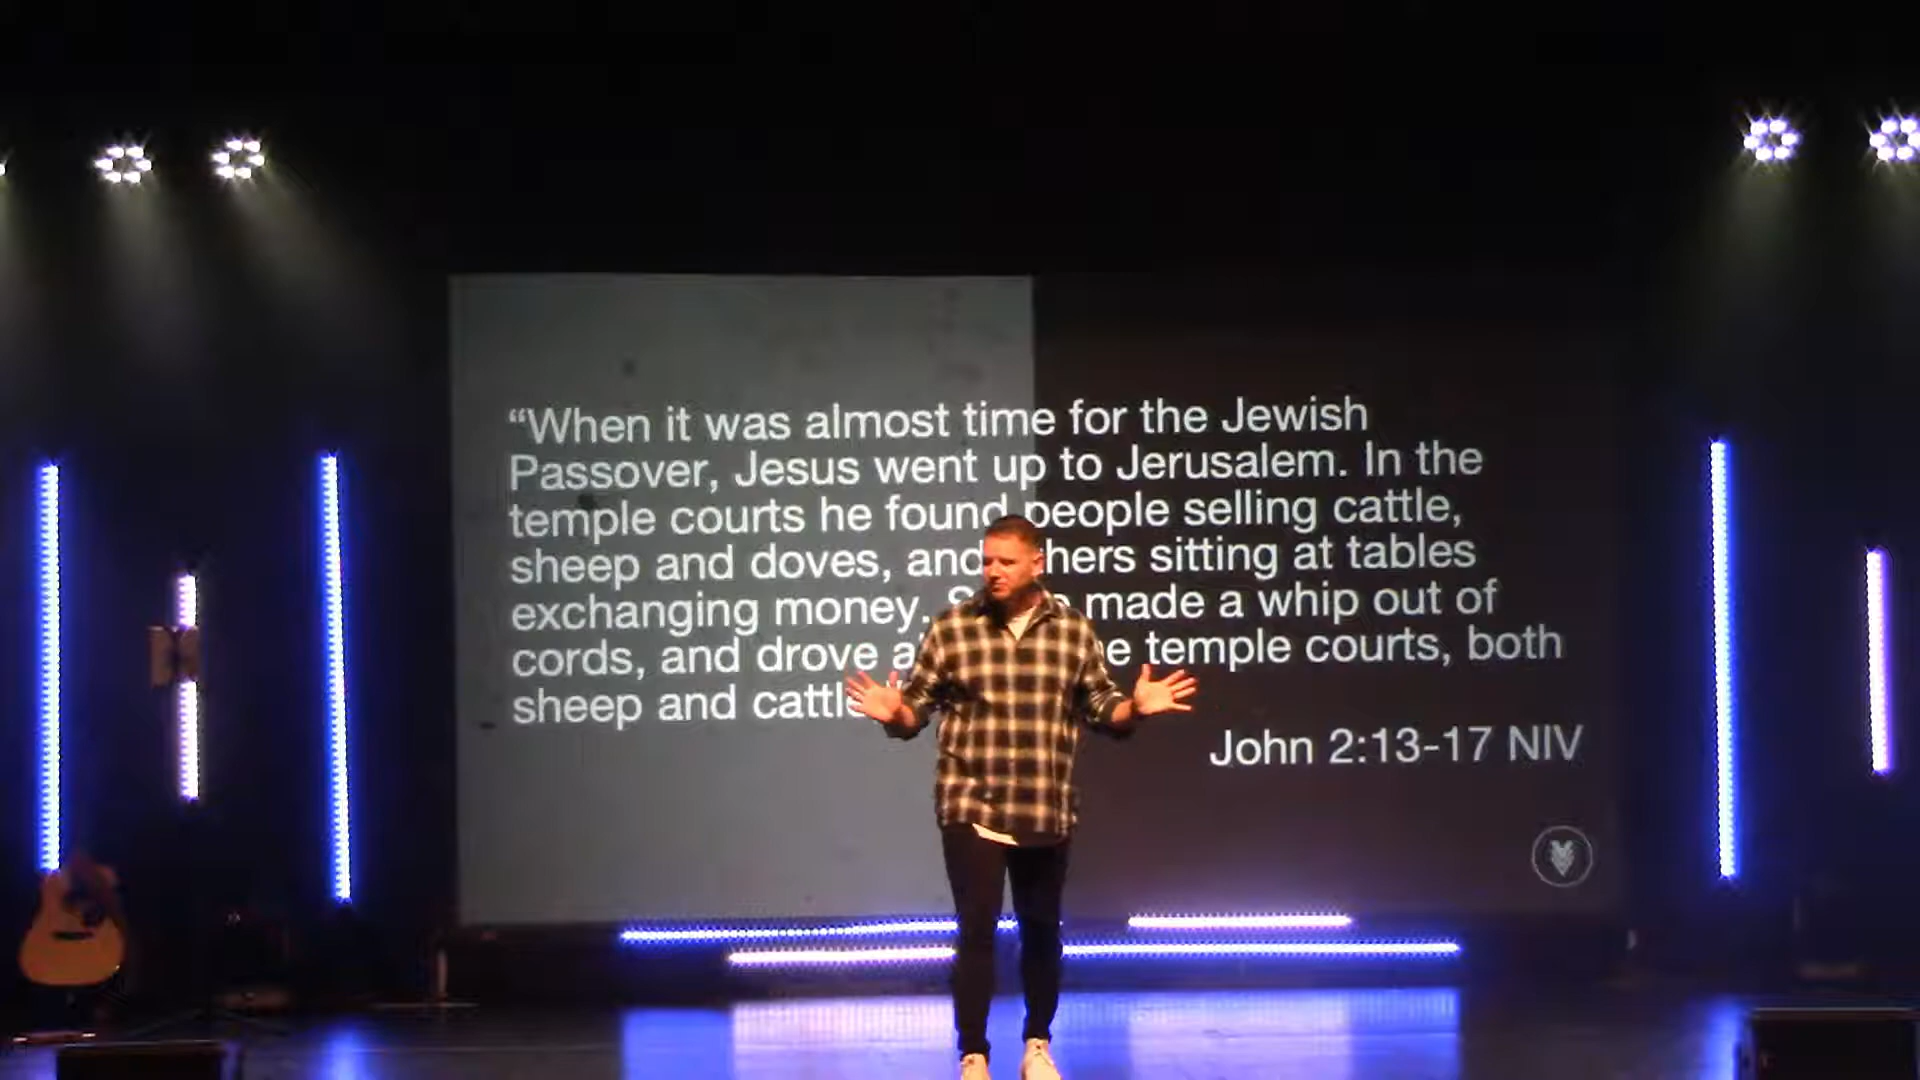 “When it was almost time for the Jewish
Passover, Jesus went up to Jerusalem. In the
temple courts he found people selling cattle,
sheep and doves, and hers sitting at tables
exchanging money. made a whip out of
cords, and drove temple courts, both
sheep and cattle
John 2:13-17 NIV